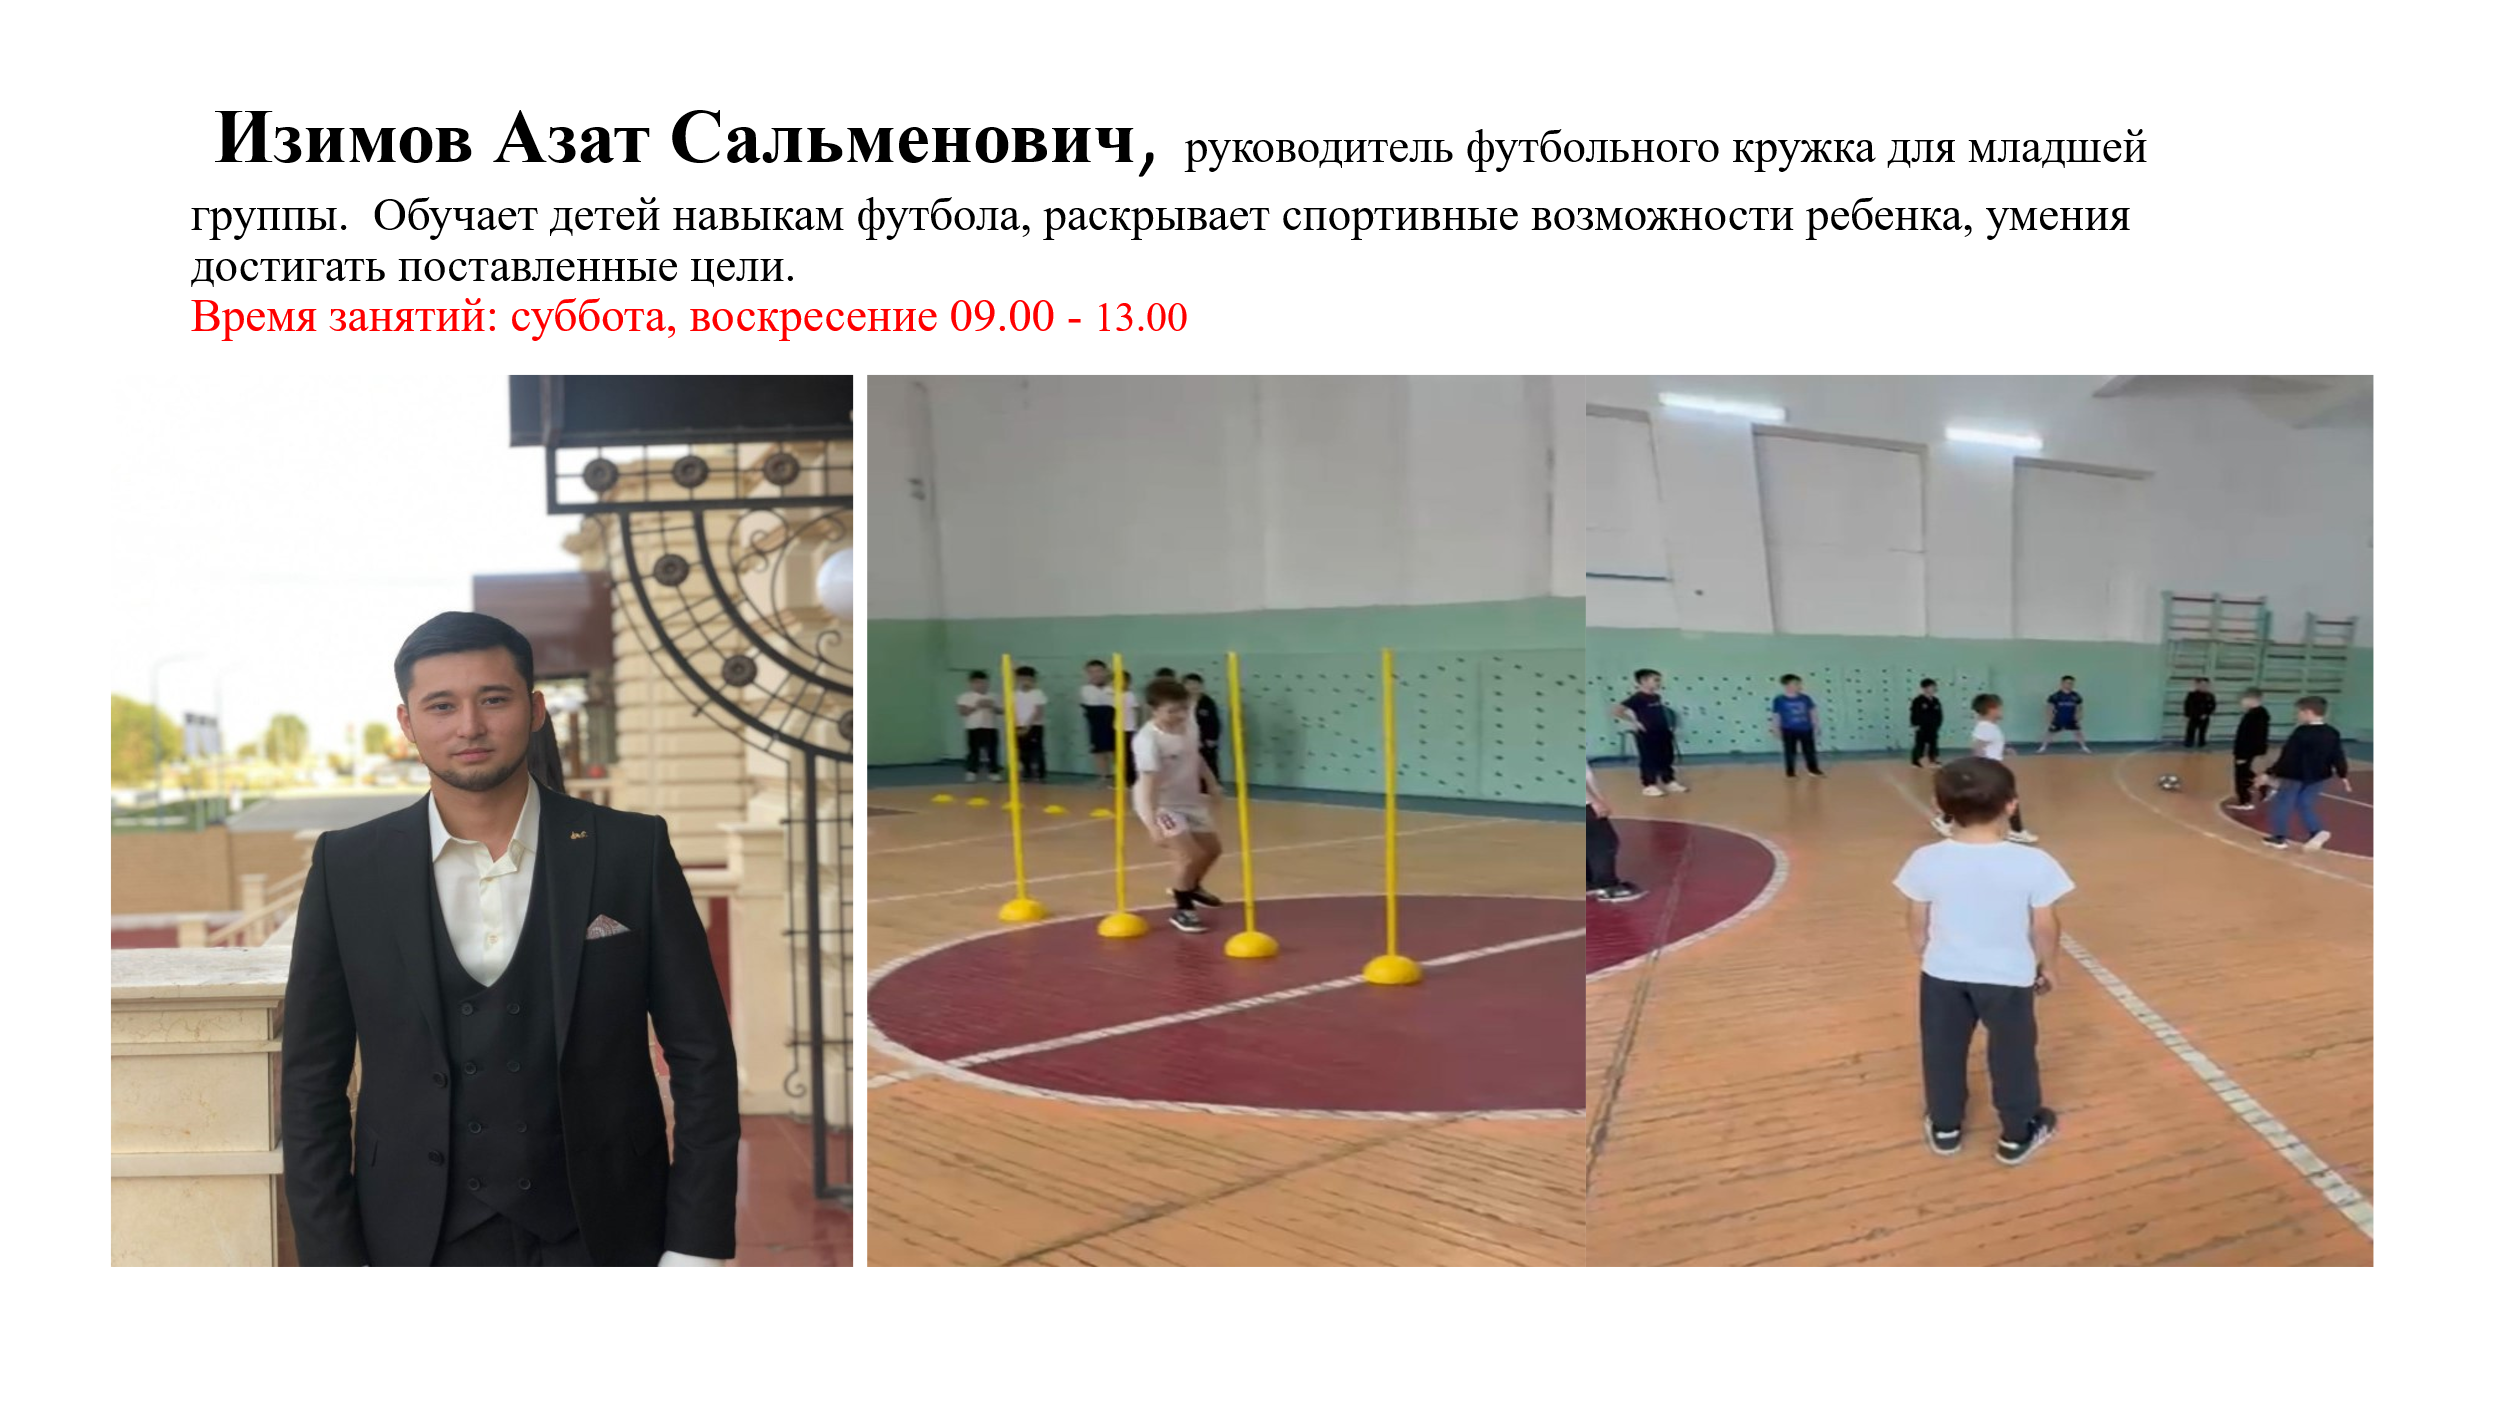 Изимов Азат Сальменович, руководитель футбольного кружка для младшей
группы.  Обучает детей навыкам футбола, раскрывает спортивные возможности ребенка, умения
достигать поставленные цели.
Время занятий: суббота, воскресение 09.00 - 13.00